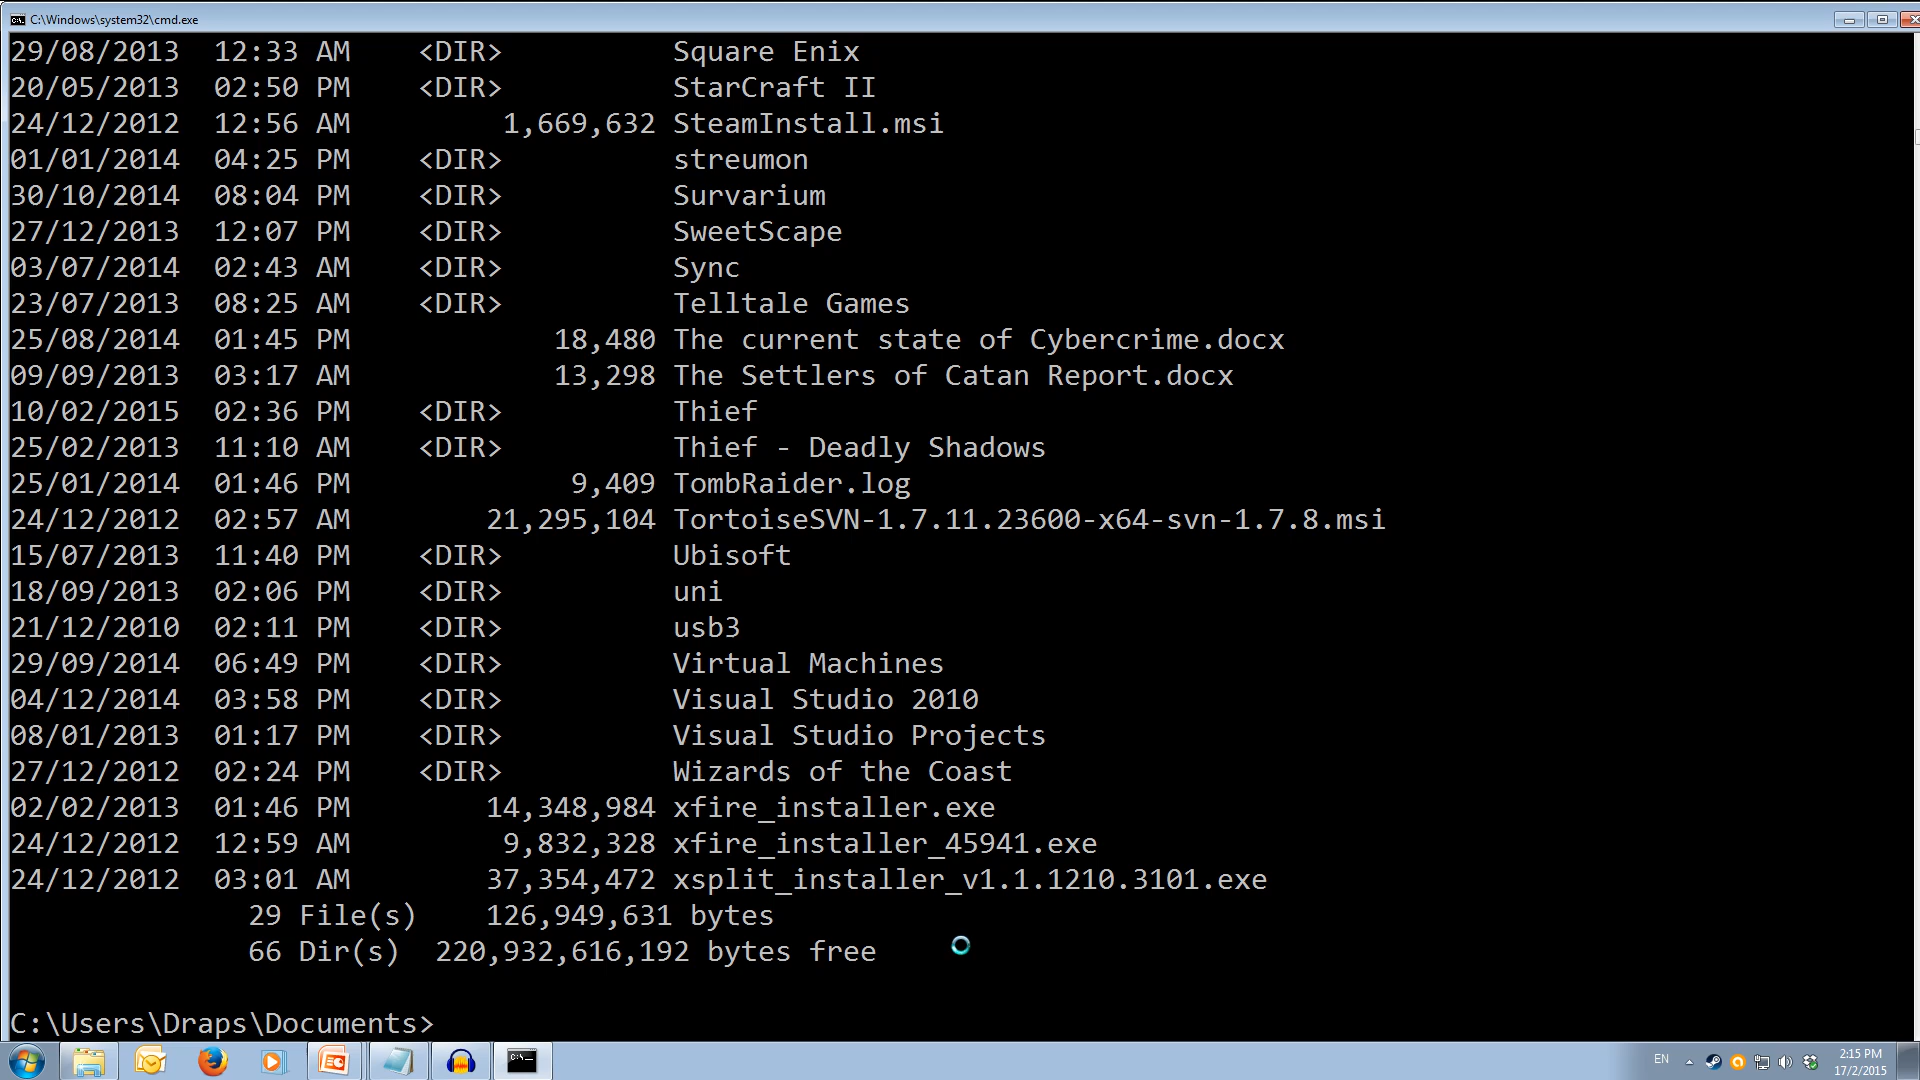 C:\Windows\system32\cmd.exe
29/08/2013  12:33 AM    <DIR>          Square Enix
20/05/2013  02:50 PM    <DIR>          StarCraft II
24/12/2012  12:56 AM         1,669,632 SteamInstall.msi
01/01/2014  04:25 PM    <DIR>          streumon
30/10/2014  08:04 PM    <DIR>          Survarium
27/12/2013  12:07 PM    <DIR>          SweetScape
03/07/2014  02:43 AM    <DIR>          Sync
23/07/2013  08:25 AM    <DIR>          Telltale Games
25/08/2014  01:45 PM            18,480 The current state of Cybercrime.docx
09/09/2013  03:17 AM            13,298 The Settlers of Catan Report.docx
10/02/2015  02:36 PM    <DIR>          Thief
25/02/2013  11:10 AM    <DIR>          Thief - Deadly Shadows
25/01/2014  01:46 PM             9,409 TombRaider.log
24/12/2012  02:57 AM        21,295,104 TortoiseSVN-1.7.11.23600-x64-svn-1.7.8.msi
15/07/2013  11:40 PM    <DIR>          Ubisoft
18/09/2013  02:06 PM    <DIR>          uni
21/12/2010  02:11 PM    <DIR>          usb3
29/09/2014  06:49 PM    <DIR>          Virtual Machines
04/12/2014  03:58 PM    <DIR>          Visual Studio 2010
08/01/2013  01:17 PM    <DIR>          Visual Studio Projects
27/12/2012  02:24 PM    <DIR>          Wizards of the Coast
02/02/2013  01:46 PM        14,348,984 xfire_installer.exe
24/12/2012  12:59 AM         9,832,328 xfire_installer_45941.exe
24/12/2012  03:01 AM        37,354,472 xsplit_installer_v1.1.1210.3101.exe
29 File(s)    126,949,631 bytes
66 Dir(s)  220,932,616,192 bytes free
C:\Users\Draps\Documents>
EN
2:15 PM
17/2/2015